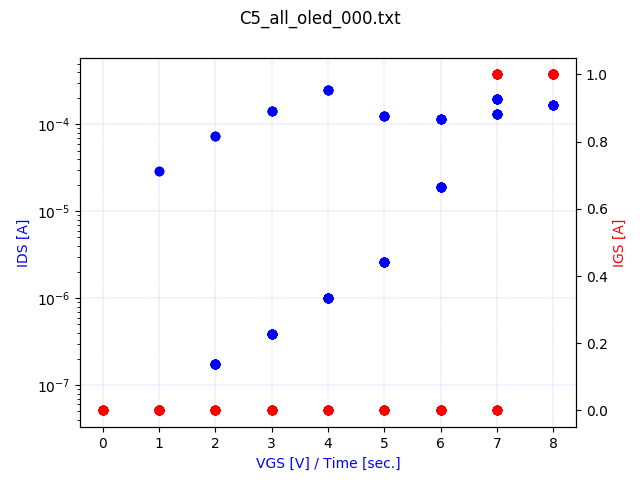 C5_all_oled_000.txt
IDS [A]
10⁻⁴
10⁻⁵
10⁻⁶
10⁻⁷
1.0
0.8
0.6
0.4
0.2
0.0
IGS [A]
0 1 2 3 4 5 6 7 8
VGS [V] / Time [sec.]